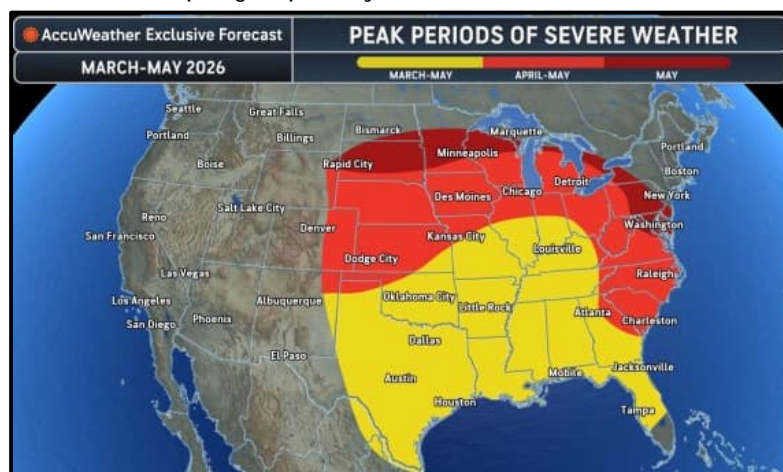 AccuWeather Exclusive Forecast
MARCH-MAY 2026
PEAK PERIODS OF SEVERE WEATHER
MARCH-MAY APRIL-MAY MAY
Seattle
Great Falls
Portland
Billings
Bismarck
Marquette
Portland
Boise
Rapid City
Minneapolis
Boston
Detroit
New York
Reno
Salt Lake City
Des Moines
Chicago
Denver
Washington
San Francisco
Kansas City
Louisville
Dodge City
Las Vegas
Raleigh
Los Angeles
Albuquerque
Oklahoma City
Little Rock
San Diego
Phoenix
Atlanta
Charleston
Dallas
El Paso
Austin
Mobile
Jacksonville
Houston
Tampa